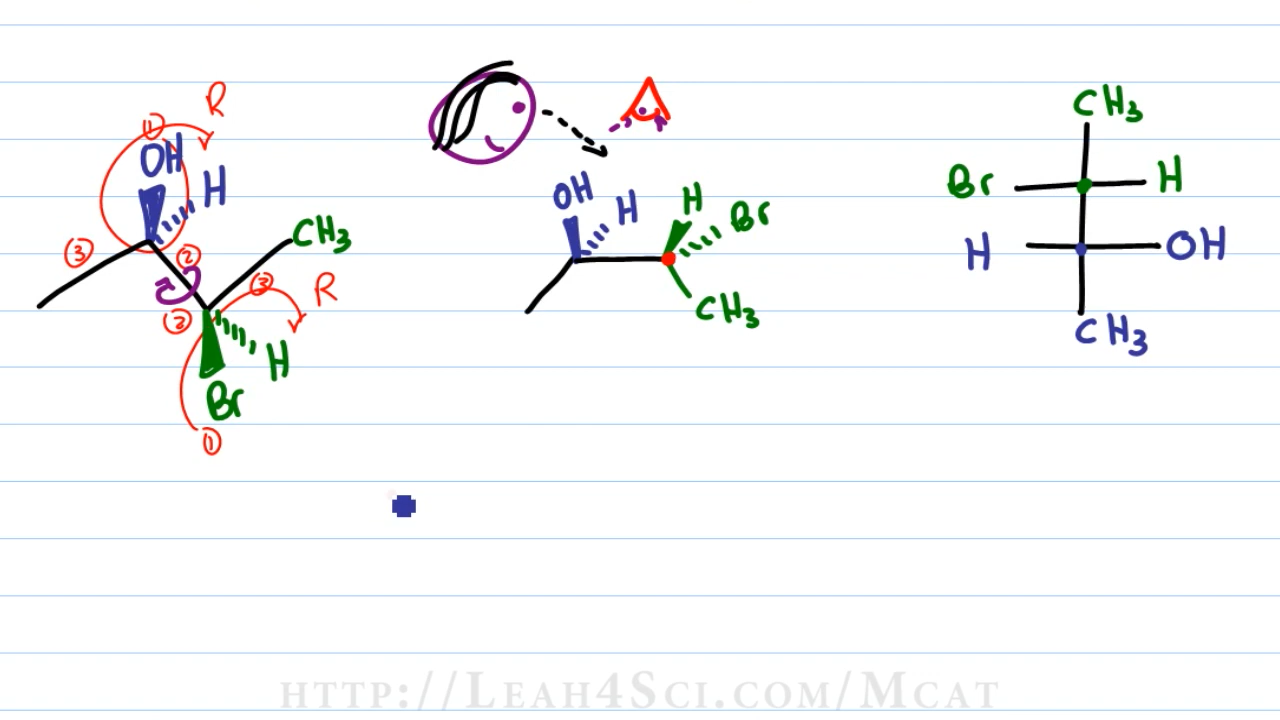 R
①
OH
H
③
②
CH3
③
R
②
H
Br
①
OH
H
H
Br
CH3
CH3
Br
H
H
OH
CH3
HTTP://LEAH4SCI.COM/MCAT